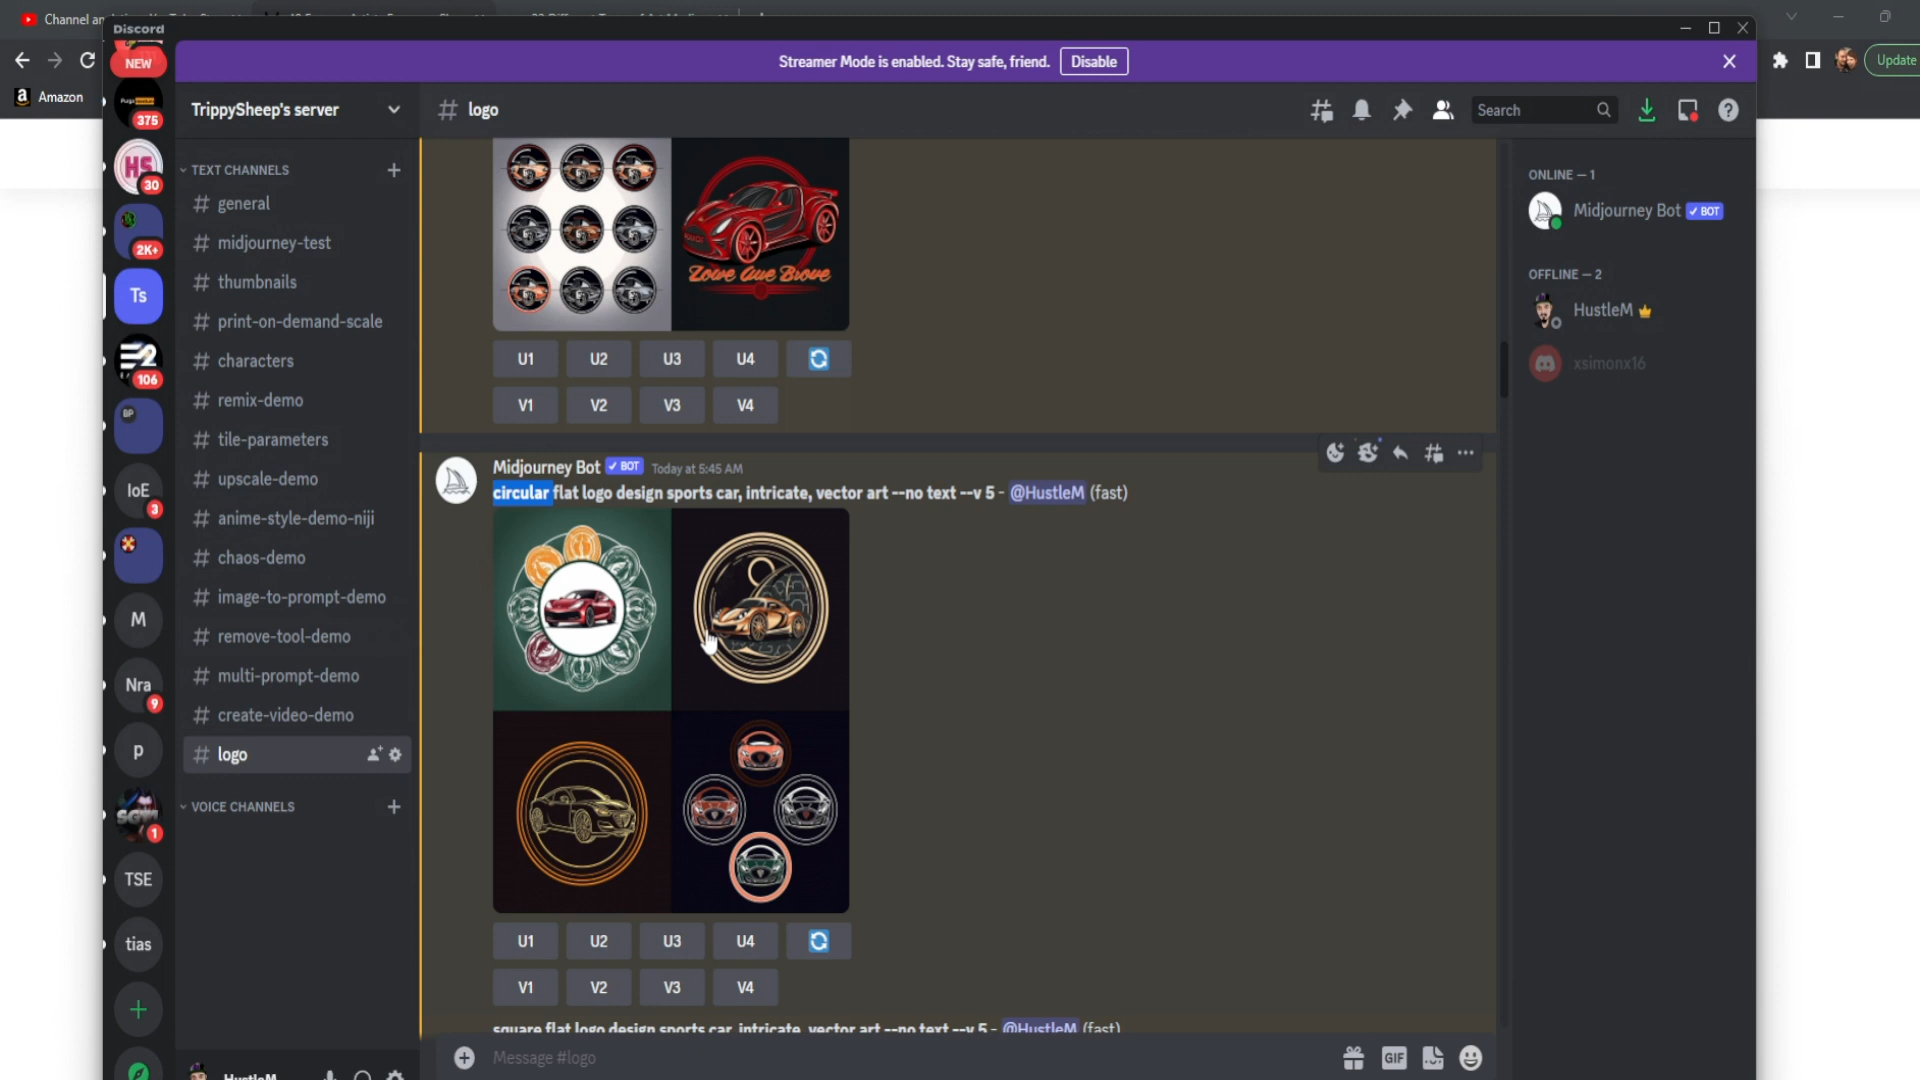 Discord
Streamer Mode is enabled. Stay safe, friend.
Disable
Update
Amazon
NEW
375
HS
30
2K+
Ts
106
BP
IoE
3
M
Nra
9
p
1
TSE
tias
TrippySheep's server
TEXT CHANNELS
general
midjourney-test
thumbnails
print-on-demand-scale
characters
remix-demo
tile-parameters
upscale-demo
anime-style-demo-niji
chaos-demo
image-to-prompt-demo
remove-tool-demo
multi-prompt-demo
create-video-demo
logo
VOICE CHANNELS
# logo
Search
Zowe Gue Brove
U1 U2 U3 U4
V1 V2 V3 V4
Midjourney Bot BOT Today at 5:45 AM
circular flat logo design sports car, intricate, vector art --no text --v 5 - @HustleM (fast)
U1 U2 U3 U4
V1 V2 V3 V4
square flat logo design sports car, intricate, vector art --no text --v 5 - @HustleM (fast)
Message #logo
GIF
ONLINE — 1
Midjourney Bot BOT
OFFLINE — 2
HustleM
xsimonx16
HustleM